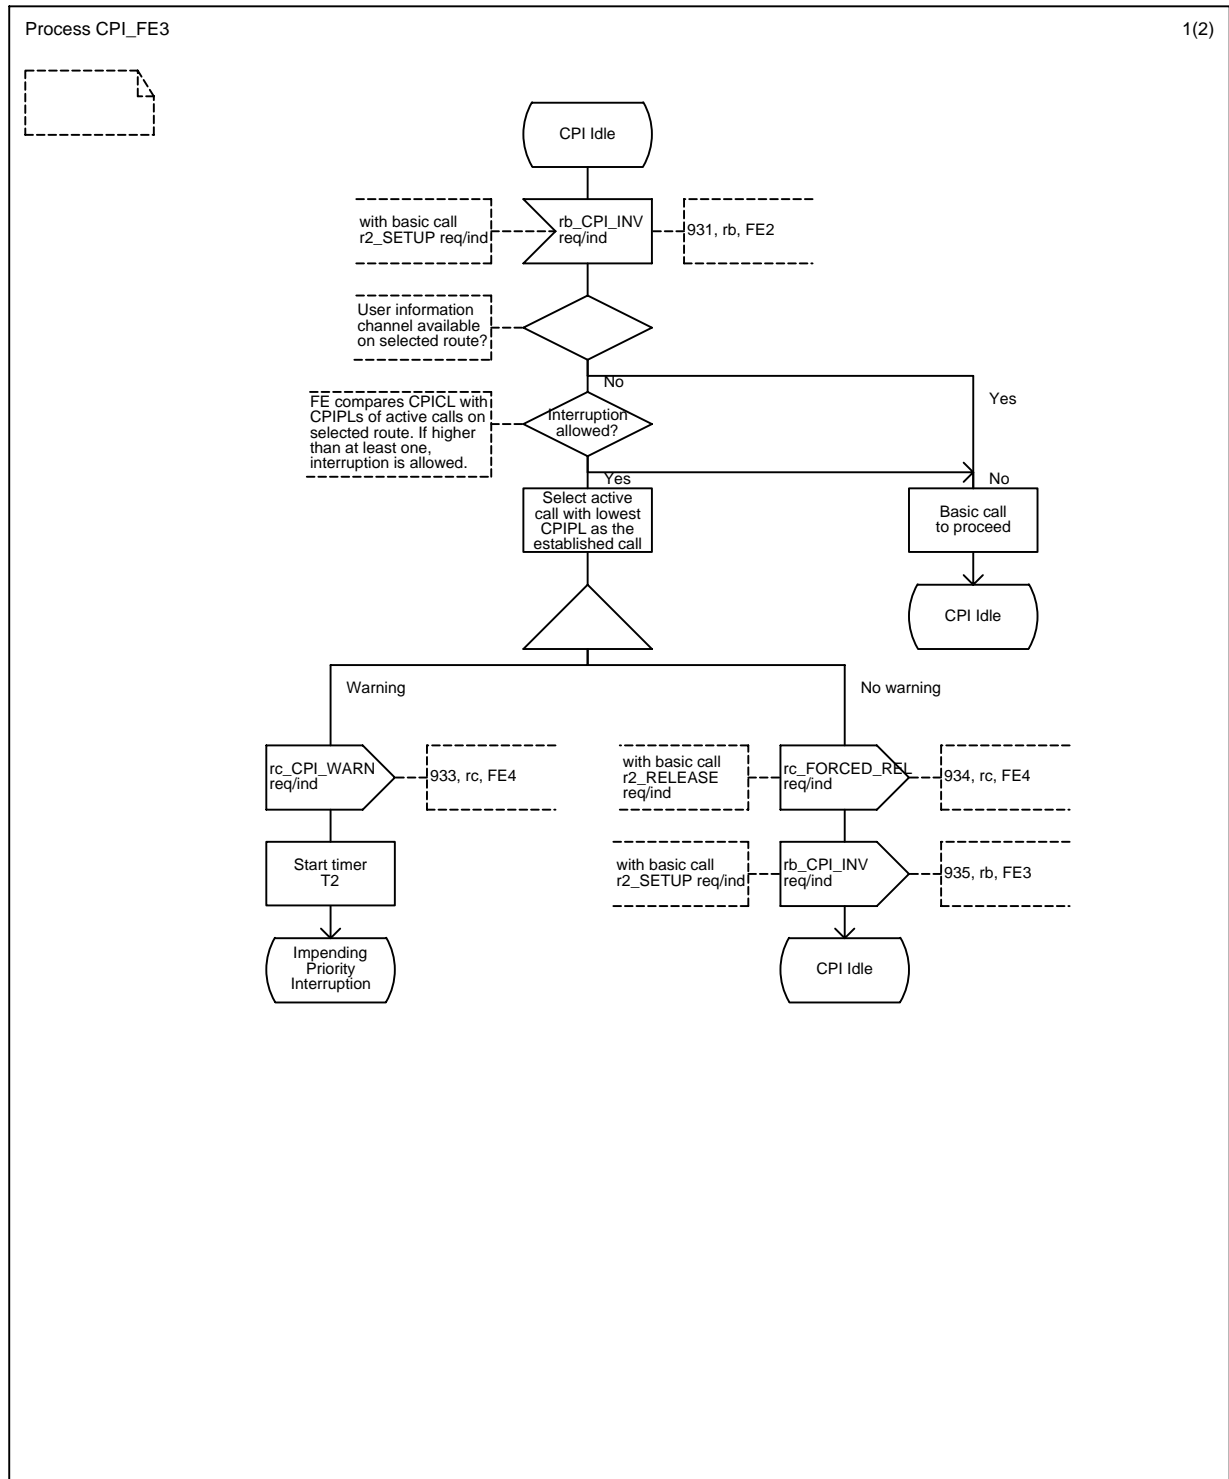 Process CPI_FE3
1(2)
CPI Idle
with basic call
r2_SETUP req/ind
rb_CPI_INV
req/ind
931, rb, FE2
User information
channel available
on selected route?
No
Yes
FE compares CPICL with
CPIPLs of active calls on
selected route. If higher
than at least one,
interruption is allowed.
Interruption
allowed?
Yes
No
Select active
call with lowest
CPIPL as the
established call
Basic call
to proceed
CPI Idle
Warning
No warning
rc_CPI_WARN
req/ind
933, rc, FE4
with basic call
r2_RELEASE
req/ind
rc_FORCED_REL
req/ind
934, rc, FE4
Start timer
T2
with basic call
r2_SETUP req/ind
rb_CPI_INV
req/ind
935, rb, FE3
Impending
Priority
Interruption
CPI Idle